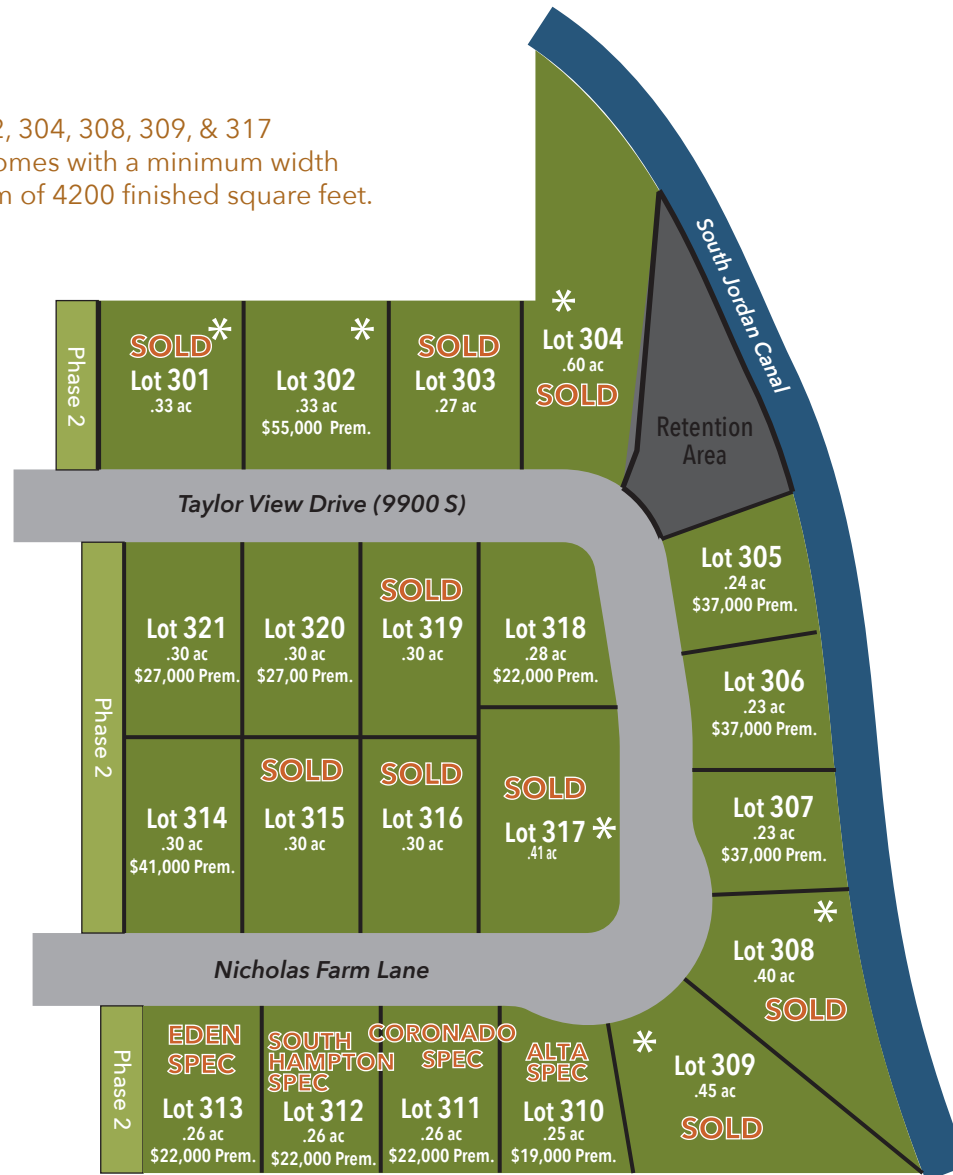 2, 304, 308, 309, & 317
omes with a minimum width
m of 4200 finished square feet.
South Jordan Canal
Phase 2
SOLD *
Lot 301
.33 ac
*
Lot 302
.33 ac
$55,000 Prem.
SOLD
Lot 303
.27 ac
*
Lot 304
.60 ac
SOLD
Retention
Area
Taylor View Drive (9900 S)
Lot 305
.24 ac
$37,000 Prem.
Phase 2
Lot 321
.30 ac
$27,000 Prem.
Lot 320
.30 ac
$27,00 Prem.
SOLD
Lot 319
.30 ac
Lot 318
.28 ac
$22,000 Prem.
Lot 306
.23 ac
$37,000 Prem.
Lot 314
.30 ac
$41,000 Prem.
SOLD
Lot 315
.30 ac
SOLD
Lot 316
.30 ac
SOLD
Lot 317 *
.41 ac
Lot 307
.23 ac
$37,000 Prem.
*
Lot 308
.40 ac
SOLD
Nicholas Farm Lane
Phase 2
EDEN
SPEC
Lot 313
.26 ac
$22,000 Prem.
SOUTH
HAMPTON
SPEC
Lot 312
.26 ac
$22,000 Prem.
CORONADO
SPEC
Lot 311
.26 ac
$22,000 Prem.
ALTA
SPEC
Lot 310
.25 ac
$19,000 Prem.
*
Lot 309
.45 ac
SOLD